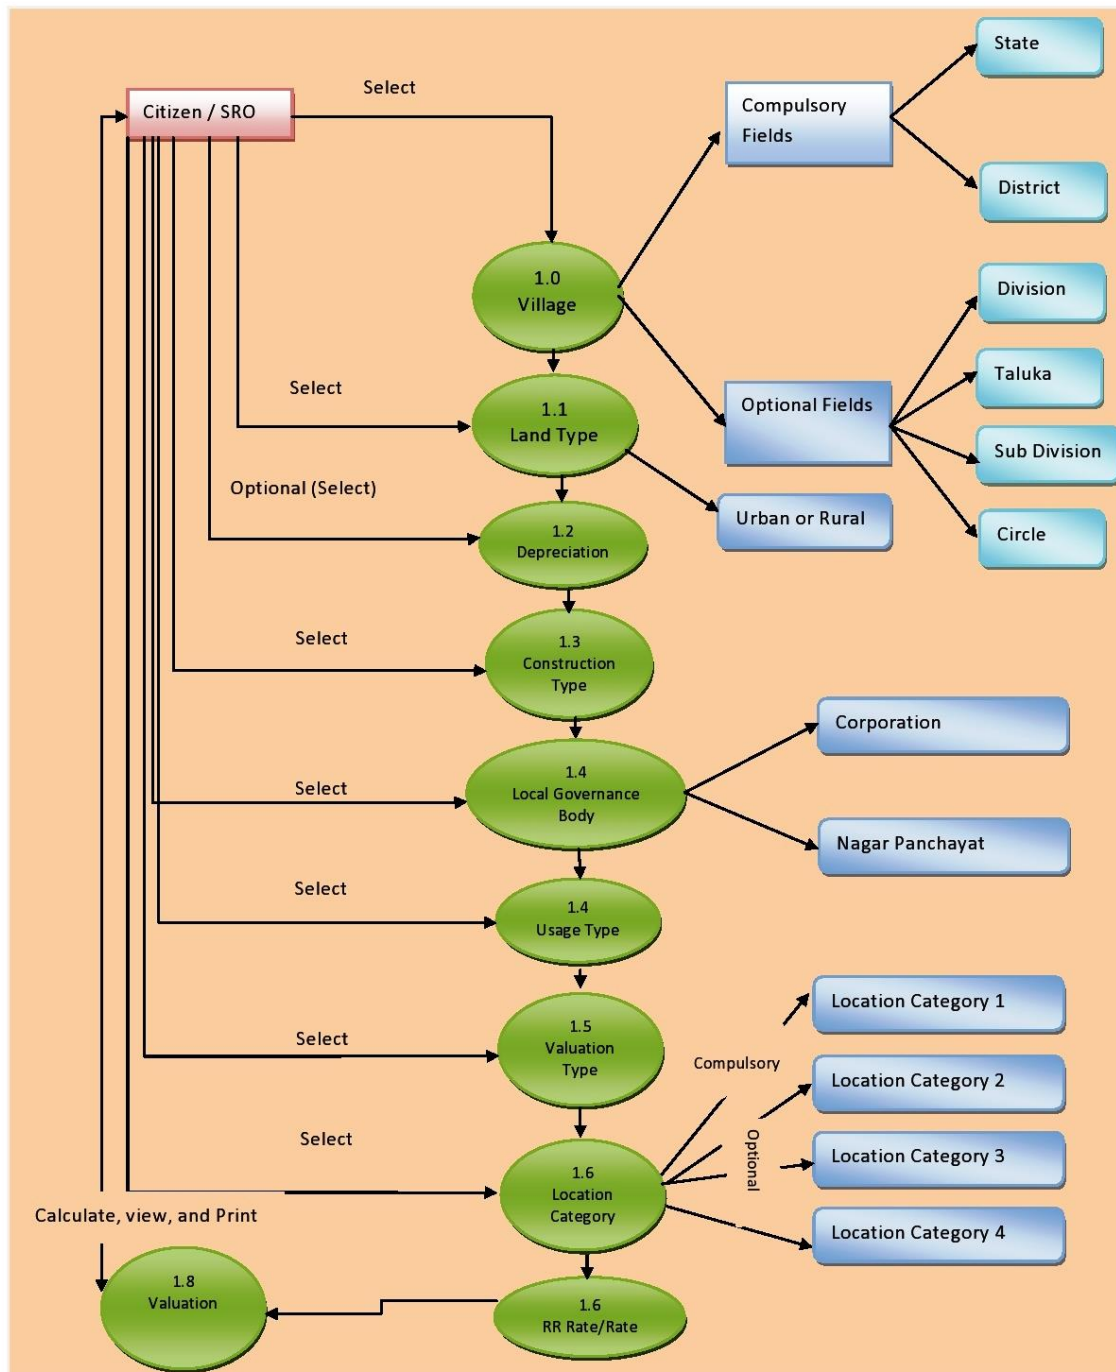 State
Select
Citizen / SRO
Compulsory
Fields
District
1.0
Village
Division
Select
Taluka
1.1
Land Type
Optional Fields
Sub Division
Optional (Select)
Urban or Rural
Circle
1.2
Depreciation
Select
1.3
Construction
Type
Corporation
Select
1.4
Local Governance
Body
Nagar Panchayat
Select
1.4
Usage Type
Location Category 1
Select
1.5
Valuation
Type
Compulsory
Location Category 2
Select
Optional
Location Category 3
1.6
Location
Category
Calculate, view, and Print
Location Category 4
1.8
Valuation
1.6
RR Rate/Rate